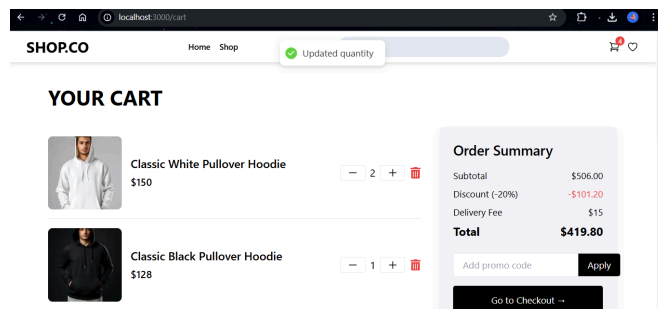 localhost:3000/cart
SHOP.CO
Home Shop
Updated quantity
4
YOUR CART
Classic White Pullover Hoodie
$150
2
Classic Black Pullover Hoodie
$128
1
Order Summary
Subtotal $506.00
Discount (-20%) -$101.20
Delivery Fee $15
Total $419.80
Add promo code Apply
Go to Checkout →